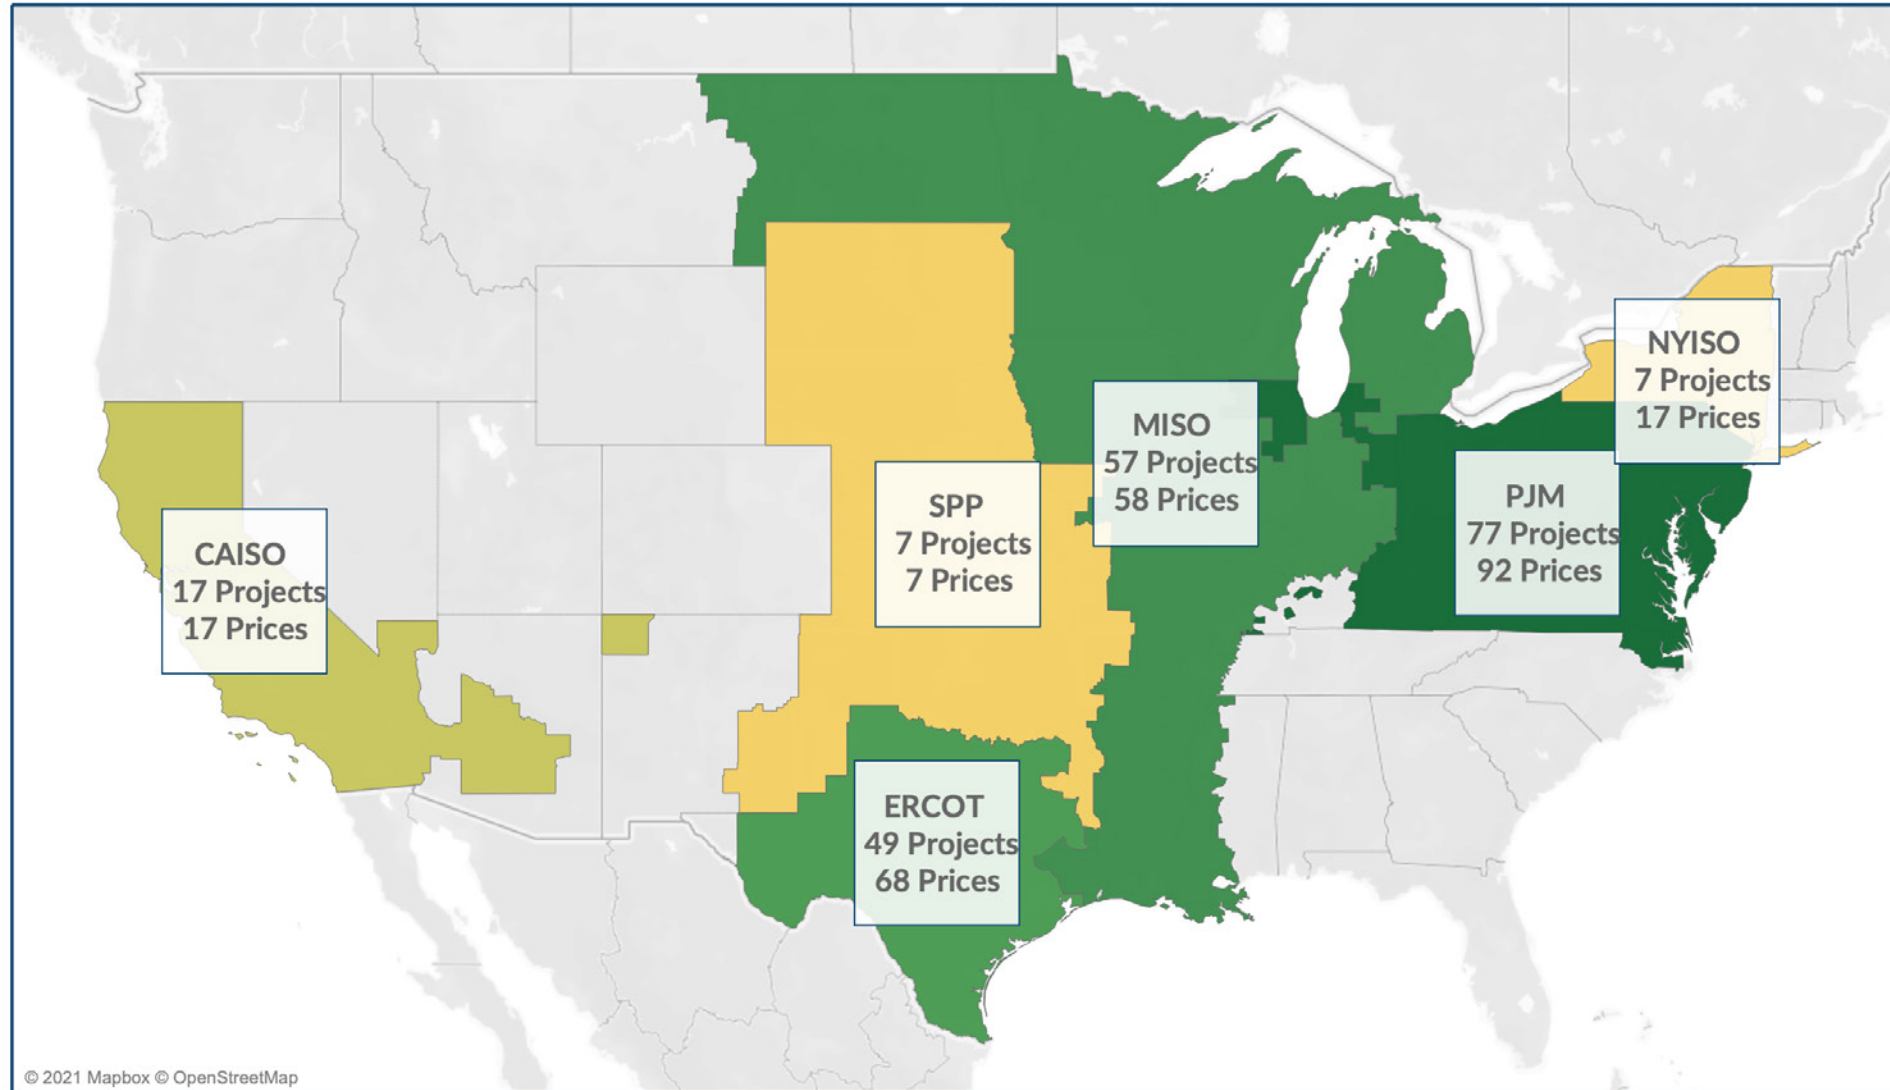 NYISO
7 Projects
17 Prices
MISO
57 Projects
58 Prices
PJM
77 Projects
92 Prices
SPP
7 Projects
7 Prices
CAISO
17 Projects
17 Prices
ERCOT
49 Projects
68 Prices
© 2021 Mapbox © OpenStreetMap